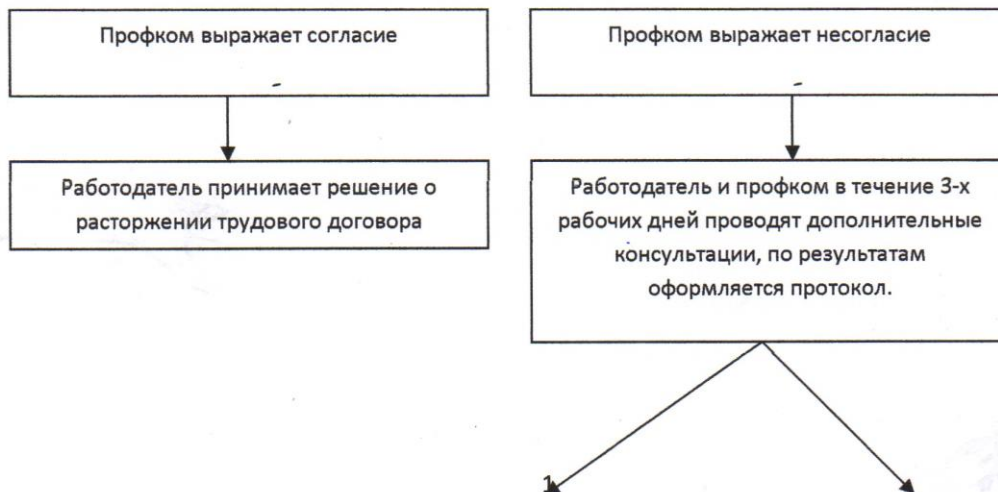 Профком выражает согласие
-
Работодатель принимает решение о
расторжении трудового договора
Профком выражает несогласие
-
Работодатель и профком в течение 3-х
рабочих дней проводят дополнительные
консультации, по результатам
оформляется протокол.
1